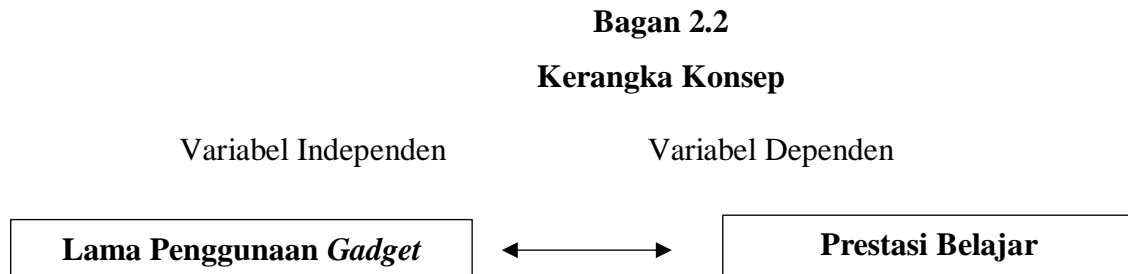 Bagan 2.2
Kerangka Konsep
Variabel Independen Variabel Dependen
Lama Penggunaan Gadget Prestasi Belajar